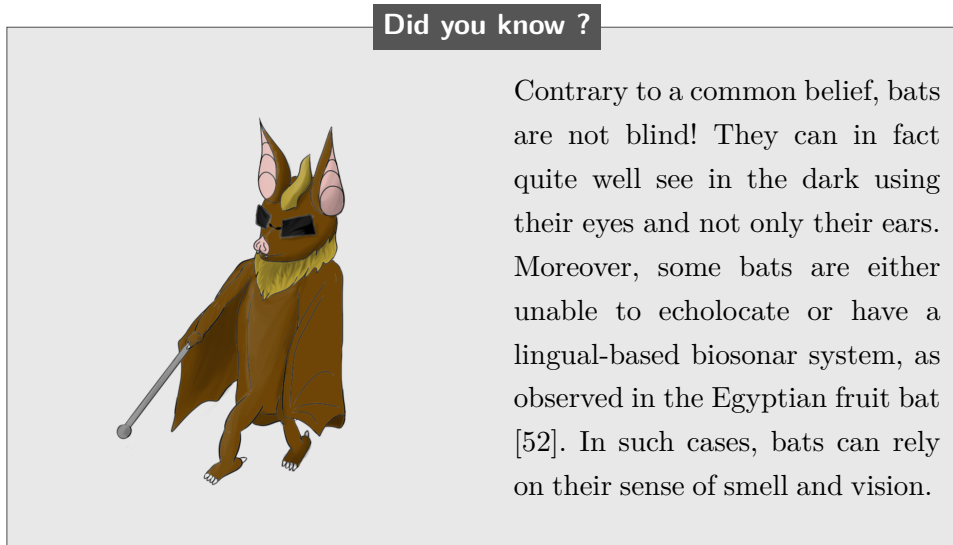 Did you know ?
Contrary to a common belief, bats
are not blind! They can in fact
quite well see in the dark using
their eyes and not only their ears.
Moreover, some bats are either
unable to echolocate or have a
lingual-based biosonar system, as
observed in the Egyptian fruit bat
[52]. In such cases, bats can rely
on their sense of smell and vision.